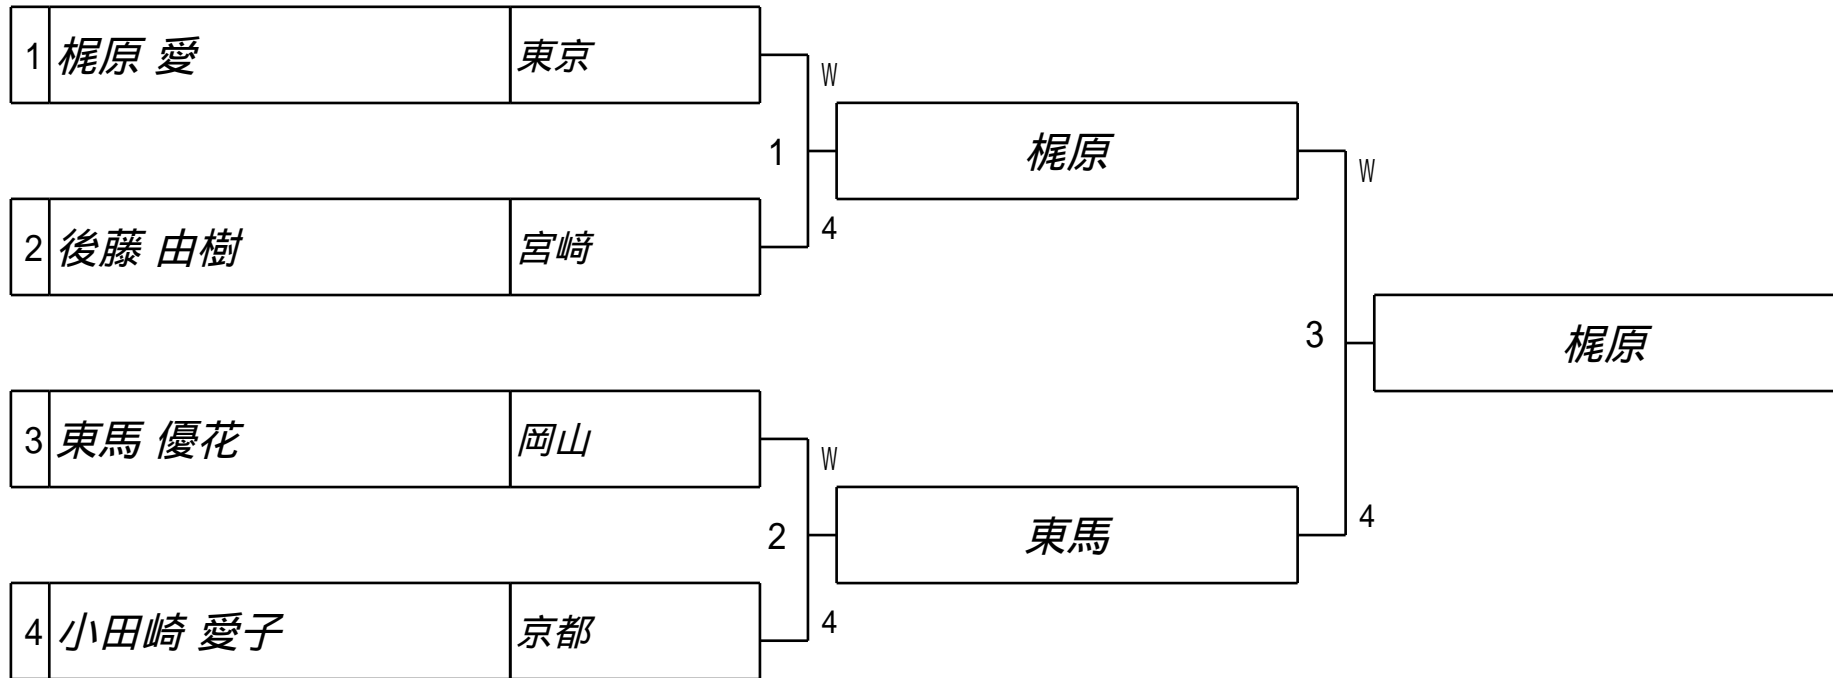 1 梶原 愛 東京
W
1 梶原
W
2 後藤 由樹 宮﨑
4
3 梶原
3 東馬 優花 岡山
W
2 東馬
4
4 小田崎 愛子 京都
4